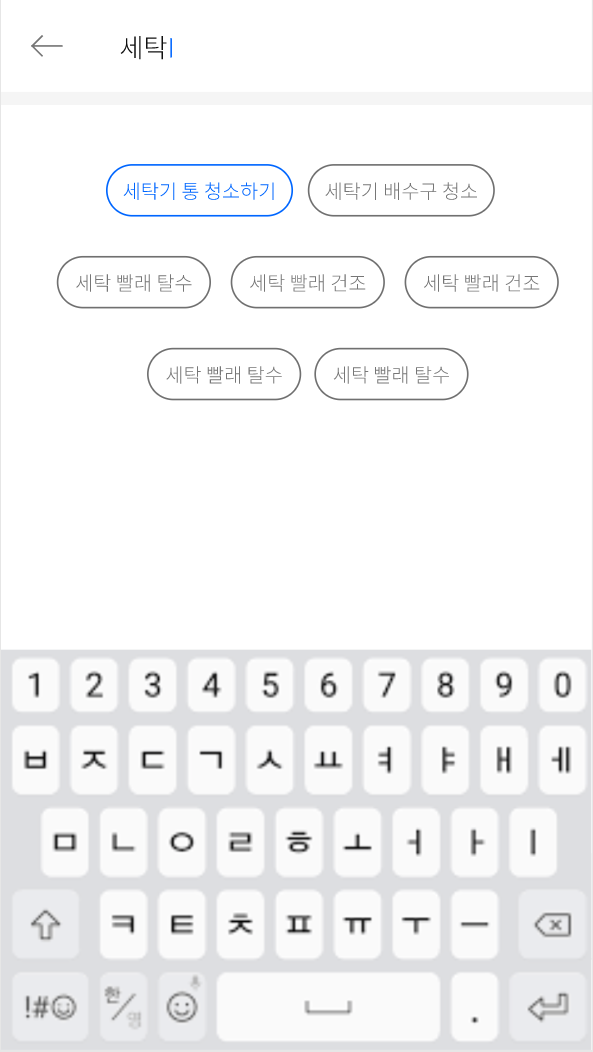 세탁
세탁기 통 청소하기 세탁기 배수구 청소
세탁 빨래 탈수 세탁 빨래 건조 세탁 빨래 건조
세탁 빨래 탈수 세탁 빨래 탈수
1 2 3 4 5 6 7 8 9 0
ㅂ ㅈ ㄷ ㄱ ㅅ ㅛ ㅕ ㅑ ㅐ ㅔ
ㅁ ㄴ ㅇ ㄹ ㅎ ㅗ ㅓ ㅏ ㅣ
ㅋ ㅌ ㅊ ㅍ ㅠ ㅜ ㅡ
!#☺ 한/영 .